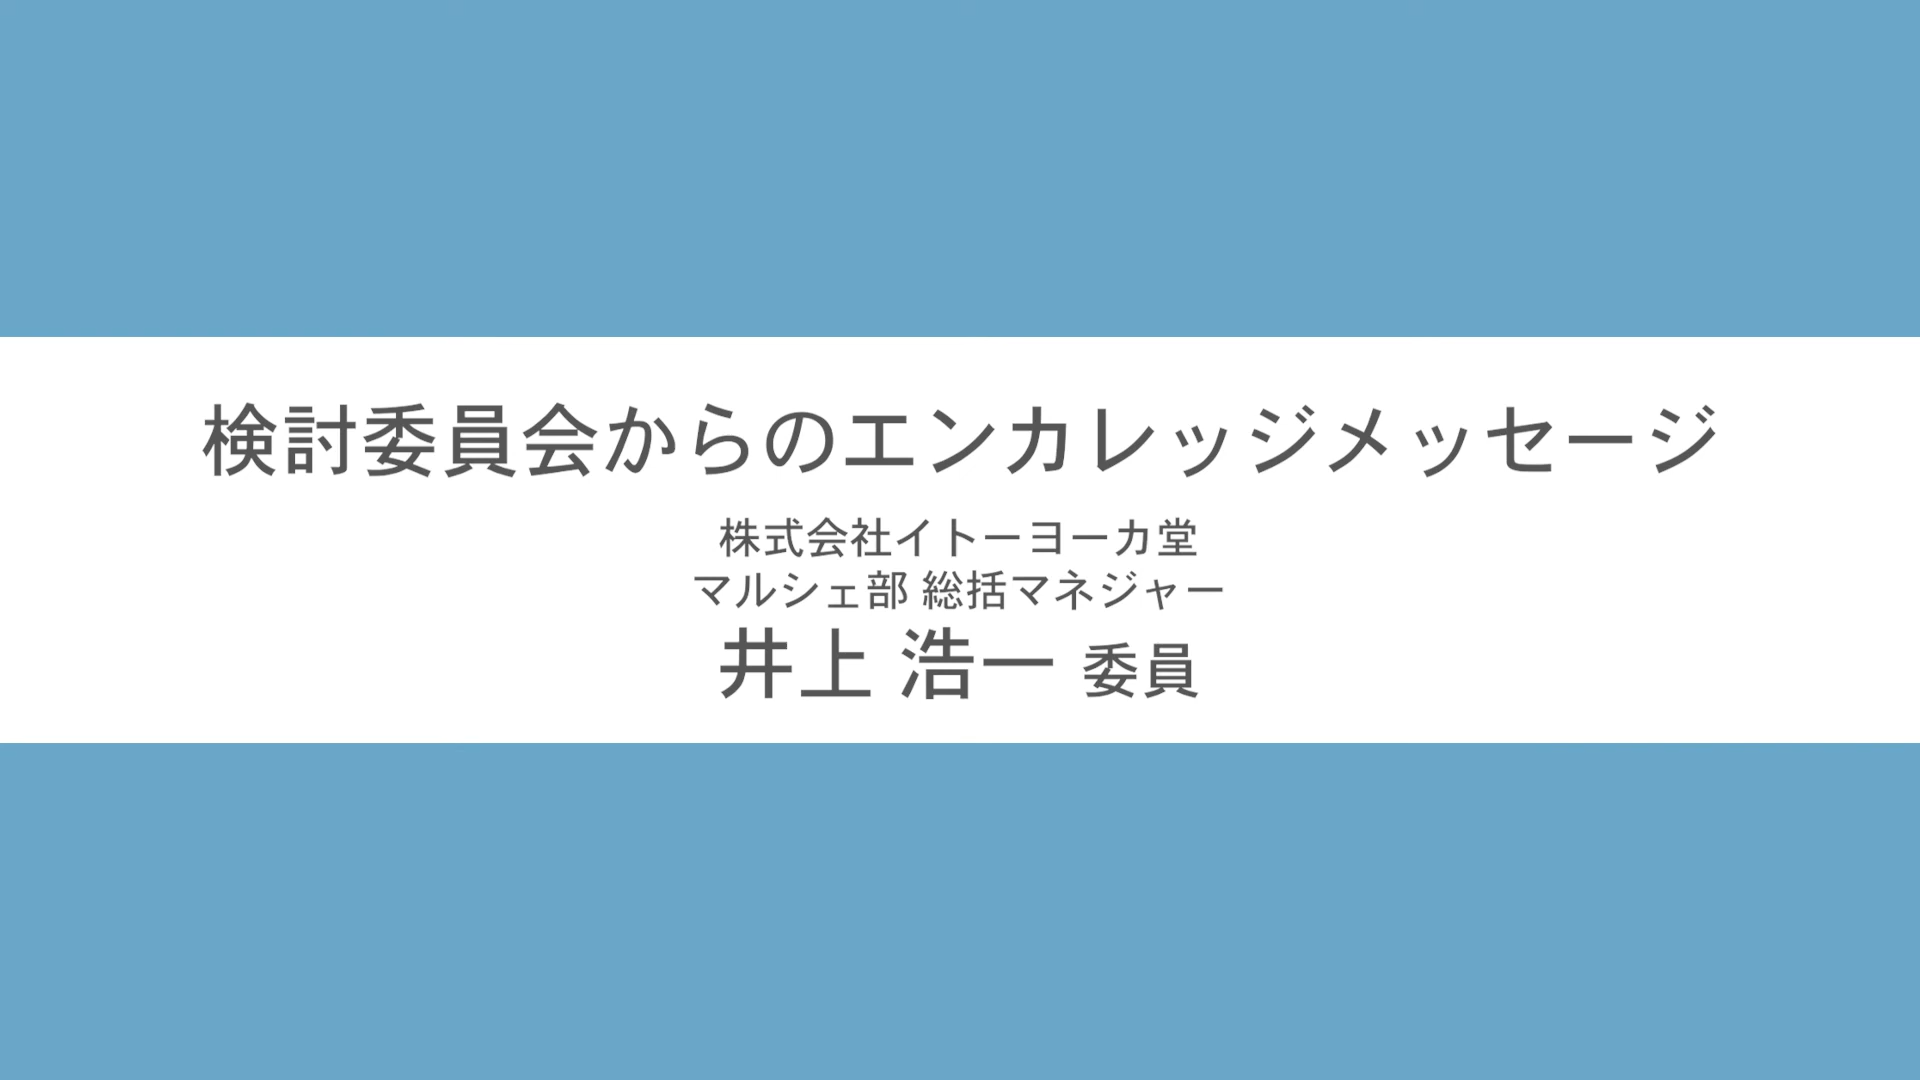 検討委員会からのエンカレッジメッセージ
株式会社イトーヨーカ堂
マルシェ部 総括マネジャー
井上 浩一 委員